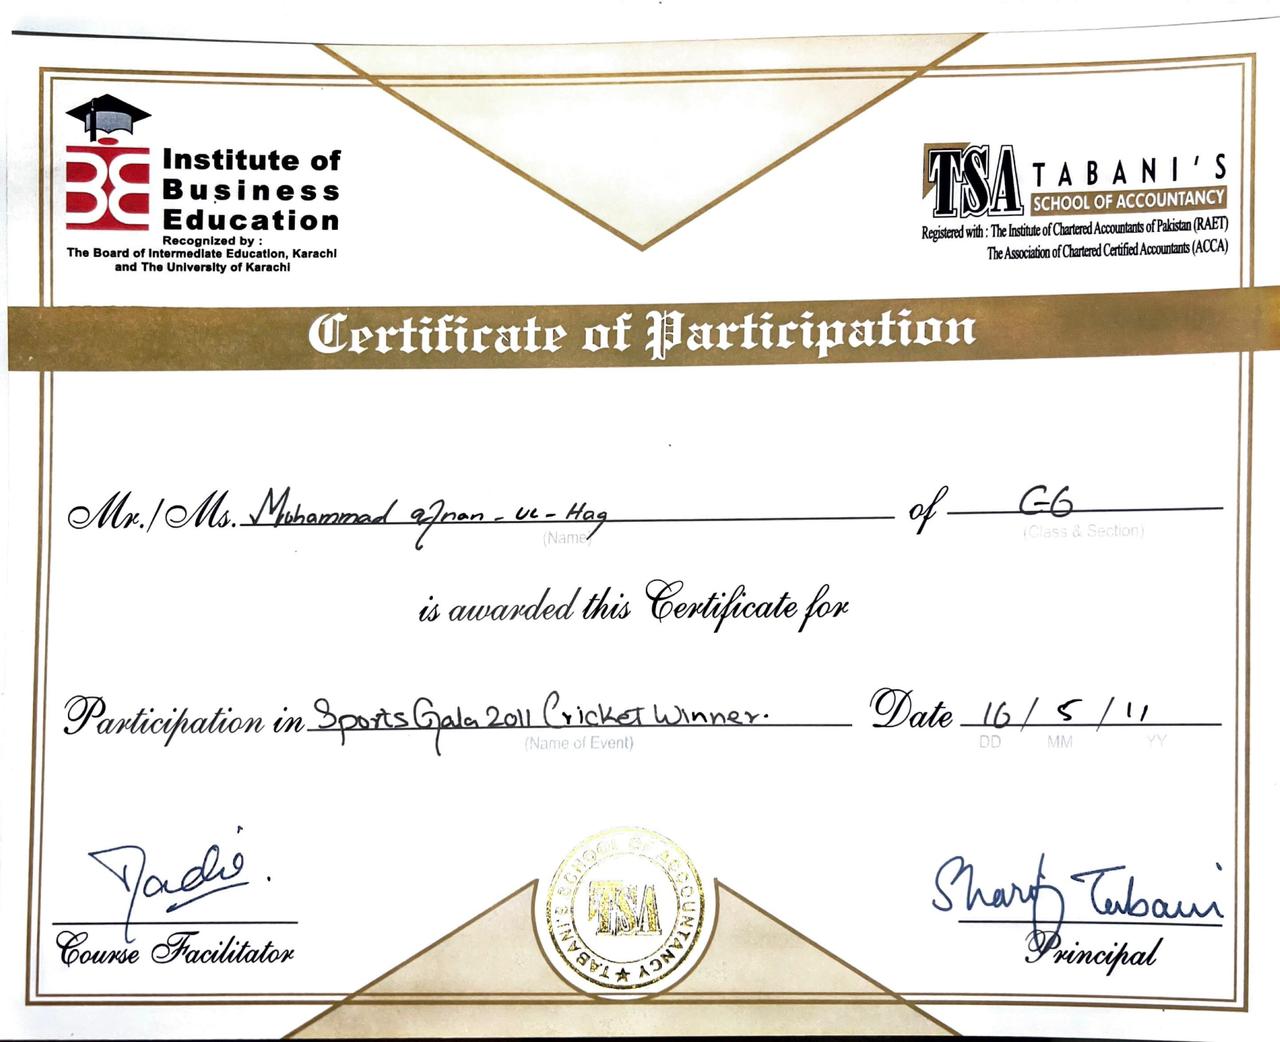 Institute of
Business
Education
Recognized by :
The Board of Intermediate Education, Karachi
and The University of Karachi
TSA TABANI'S
SCHOOL OF ACCOUNTANCY
Registered with : The Institute of Chartered Accountants of Pakistan (RAET)
The Association of Chartered Certified Accountants (ACCA)
Certificate of Participation
Mr./Ms. Muhammad afnan - ul - Haq of C-6
(Name) (Class & Section)
is awarded this Certificate for
Participation in Sports Gala 2011 Cricket Winner. Date 16 / 5 / 11
(Name of Event) DD MM YY
Sharif Tabani
Course Facilitator Principal
TABANI'S SCHOOL OF ACCOUNTANCY
TSA